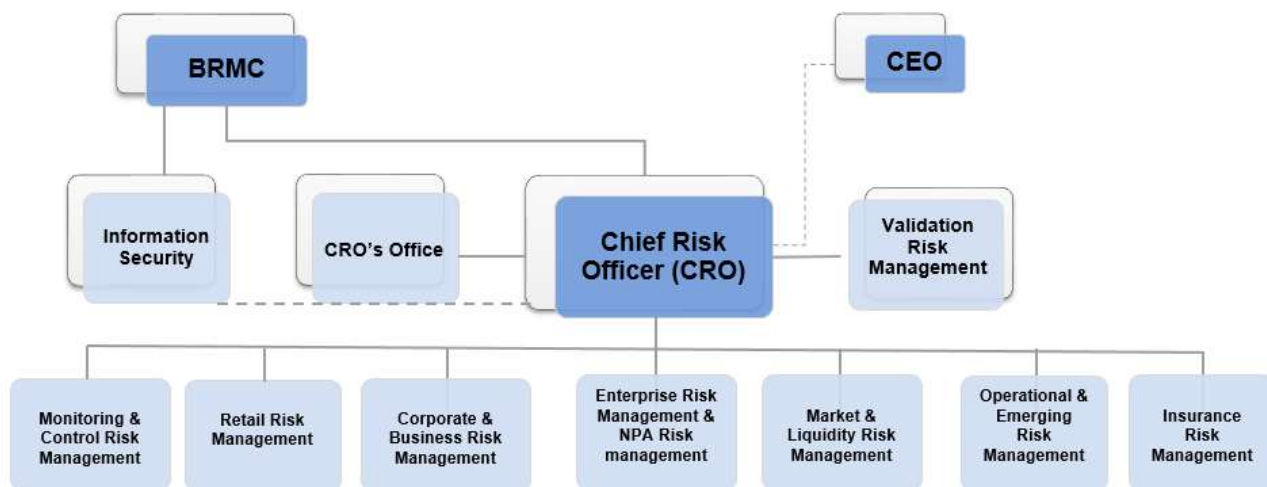 BRMC
CEO
Information
Security
CRO's Office
Chief Risk
Officer (CRO)
Validation
Risk
Management
Monitoring &
Control Risk
Management
Retail Risk
Management
Corporate &
Business Risk
Management
Enterprise Risk
Management &
NPA Risk
management
Market &
Liquidity Risk
Management
Operational &
Emerging
Risk
Management
Insurance
Risk
Management